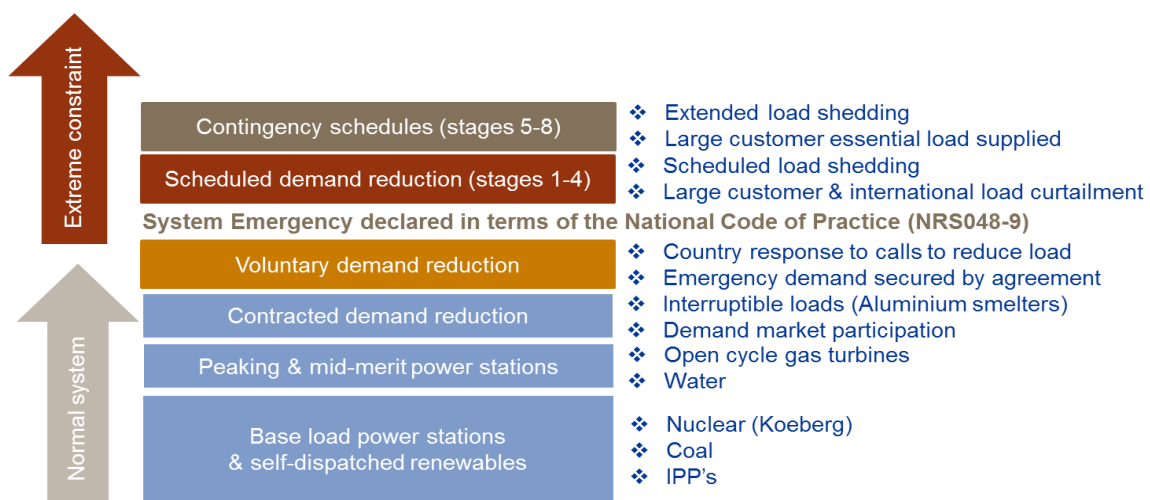 Extreme constraint
Contingency schedules (stages 5-8)
❖ Extended load shedding
❖ Large customer essential load supplied
Scheduled demand reduction (stages 1-4)
❖ Scheduled load shedding
❖ Large customer & international load curtailment
System Emergency declared in terms of the National Code of Practice (NRS048-9)
Normal system
Voluntary demand reduction
❖ Country response to calls to reduce load
❖ Emergency demand secured by agreement
Contracted demand reduction
❖ Interruptible loads (Aluminium smelters)
❖ Demand market participation
Peaking & mid-merit power stations
❖ Open cycle gas turbines
❖ Water
Base load power stations
& self-dispatched renewables
❖ Nuclear (Koeberg)
❖ Coal
❖ IPP's